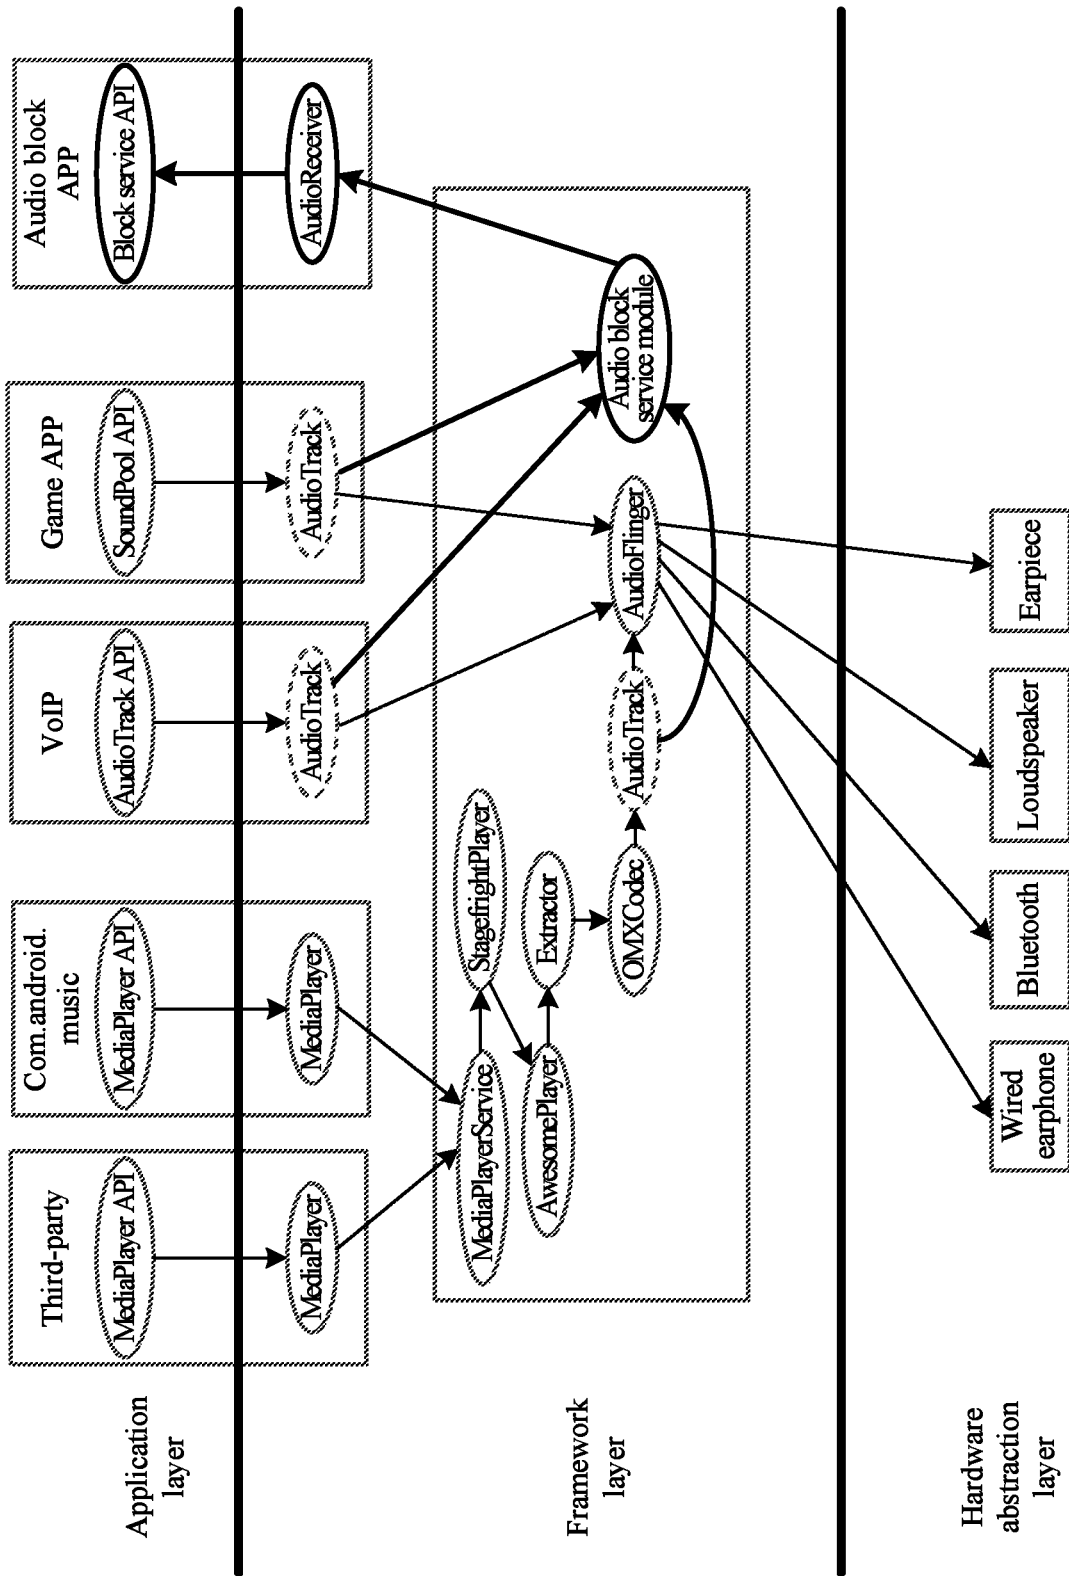 Application
layer
Third-party
MediaPlayer API
MediaPlayer
Com.android.
music
MediaPlayer API
MediaPlayer
VoIP
AudioTrack API
AudioTrack
Game APP
SoundPool API
AudioTrack
Audio block
APP
Block service API
AudioReceiver
Framework
layer
MediaPlayerService
StagefrightPlayer
AwesomePlayer
Extractor
OMXCodec
AudioTrack
AudioFlinger
Audio block
service module
Hardware
abstraction
layer
Wired
earphone
Bluetooth
Loudspeaker
Earpiece